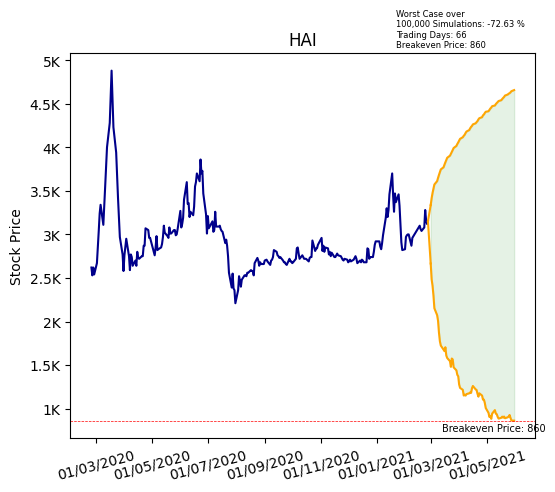 Worst Case over
100,000 Simulations: -72.63 %
Trading Days: 66
Breakeven Price: 860
HAI
Stock Price
5K
4.5K
4K
3.5K
3K
2.5K
2K
1.5K
1K
Breakeven Price: 860
01/03/2020
01/05/2020
01/07/2020
01/09/2020
01/11/2020
01/01/2021
01/03/2021
01/05/2021